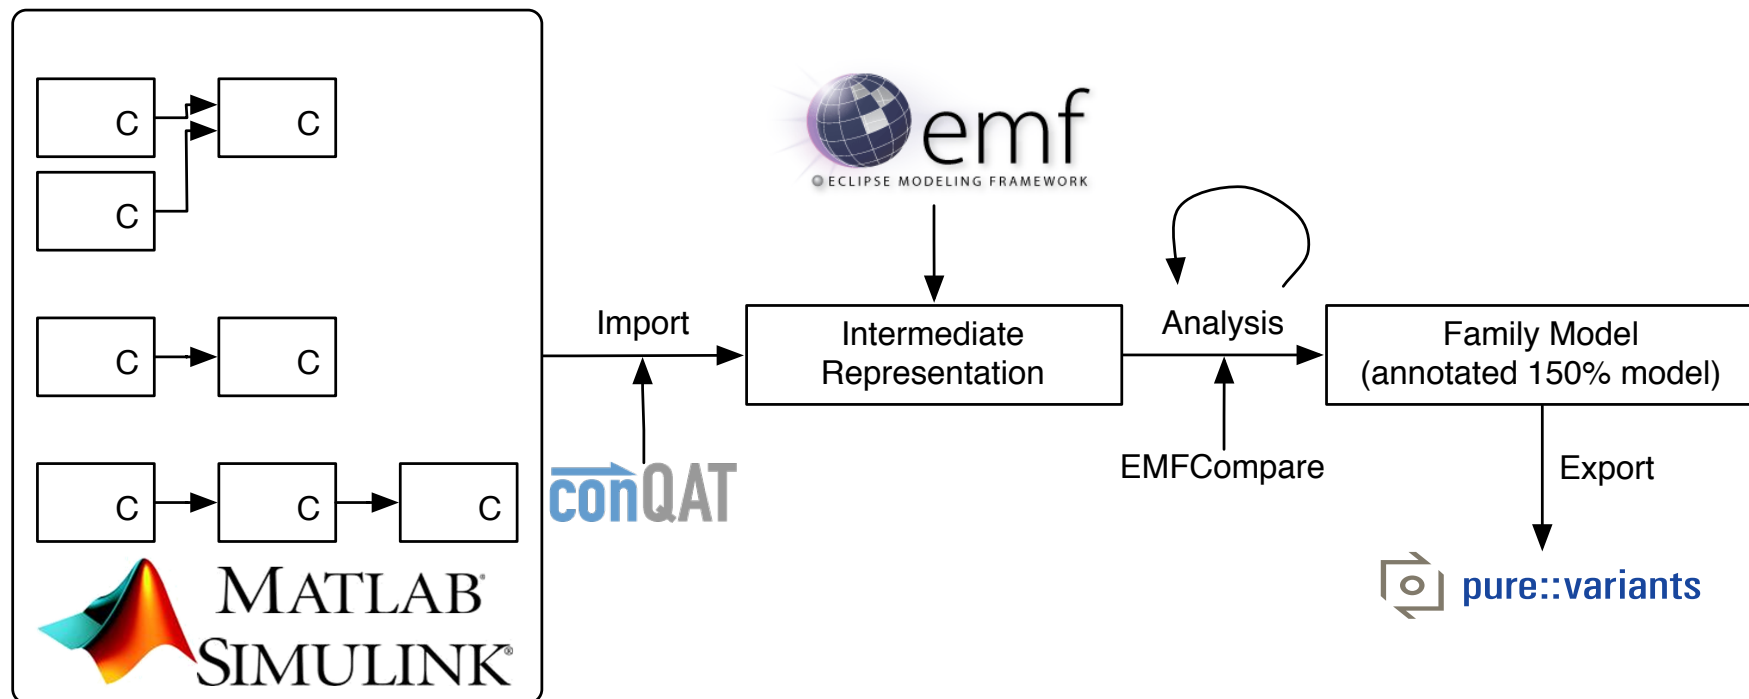 C C
C
C C
C C C
MATLAB®
SIMULINK®
Import
conQAT
emf
ECLIPSE MODELING FRAMEWORK
Intermediate
Representation
Analysis
EMFCompare
Family Model
(annotated 150% model)
Export
pure::variants